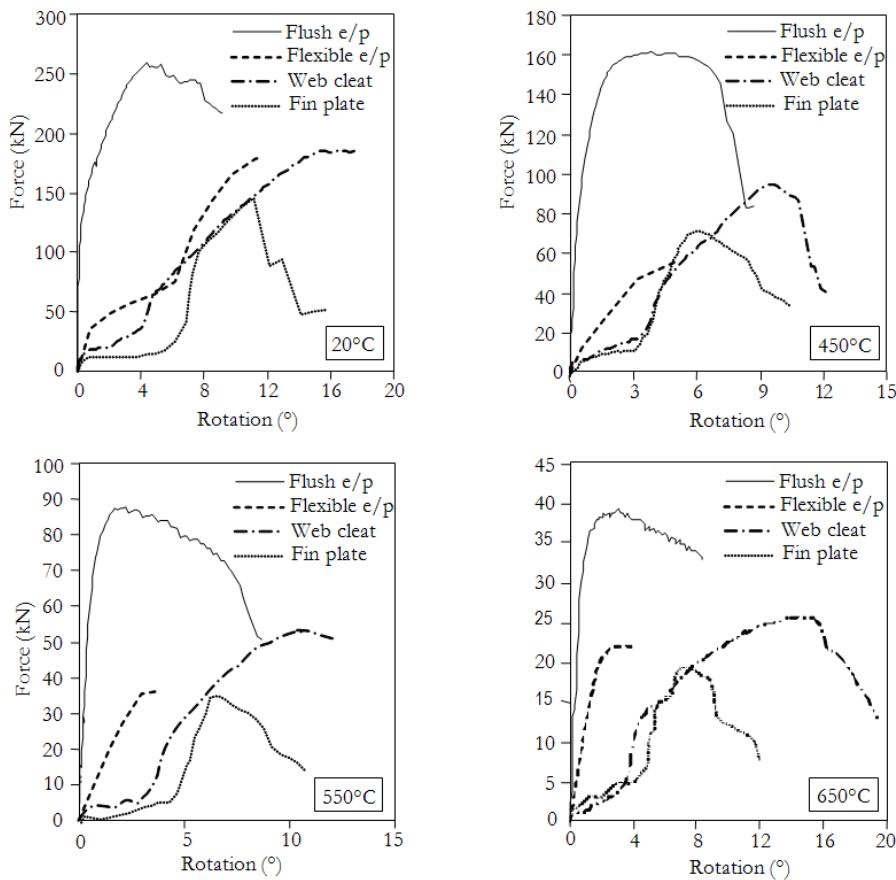 300
Flush e/p
Flexible e/p
Web cleat
Fin plate
250
200
150
100
50
0
Force (kN)
20°C
0 4 8 12 16 20
Rotation (°)
180
Flush e/p
Flexible e/p
Web cleat
Fin plate
160
140
120
100
80
60
40
20
0
Force (kN)
450°C
0 3 6 9 12 15
Rotation (°)
100
Flush e/p
Flexible e/p
Web cleat
Fin plate
90
80
70
60
50
40
30
20
10
0
Force (kN)
550°C
0 5 10 15
Rotation (°)
45
Flush e/p
Flexible e/p
Web cleat
Fin plate
40
35
30
25
20
15
10
5
0
Force (kN)
650°C
0 4 8 12 16 20
Rotation (°)